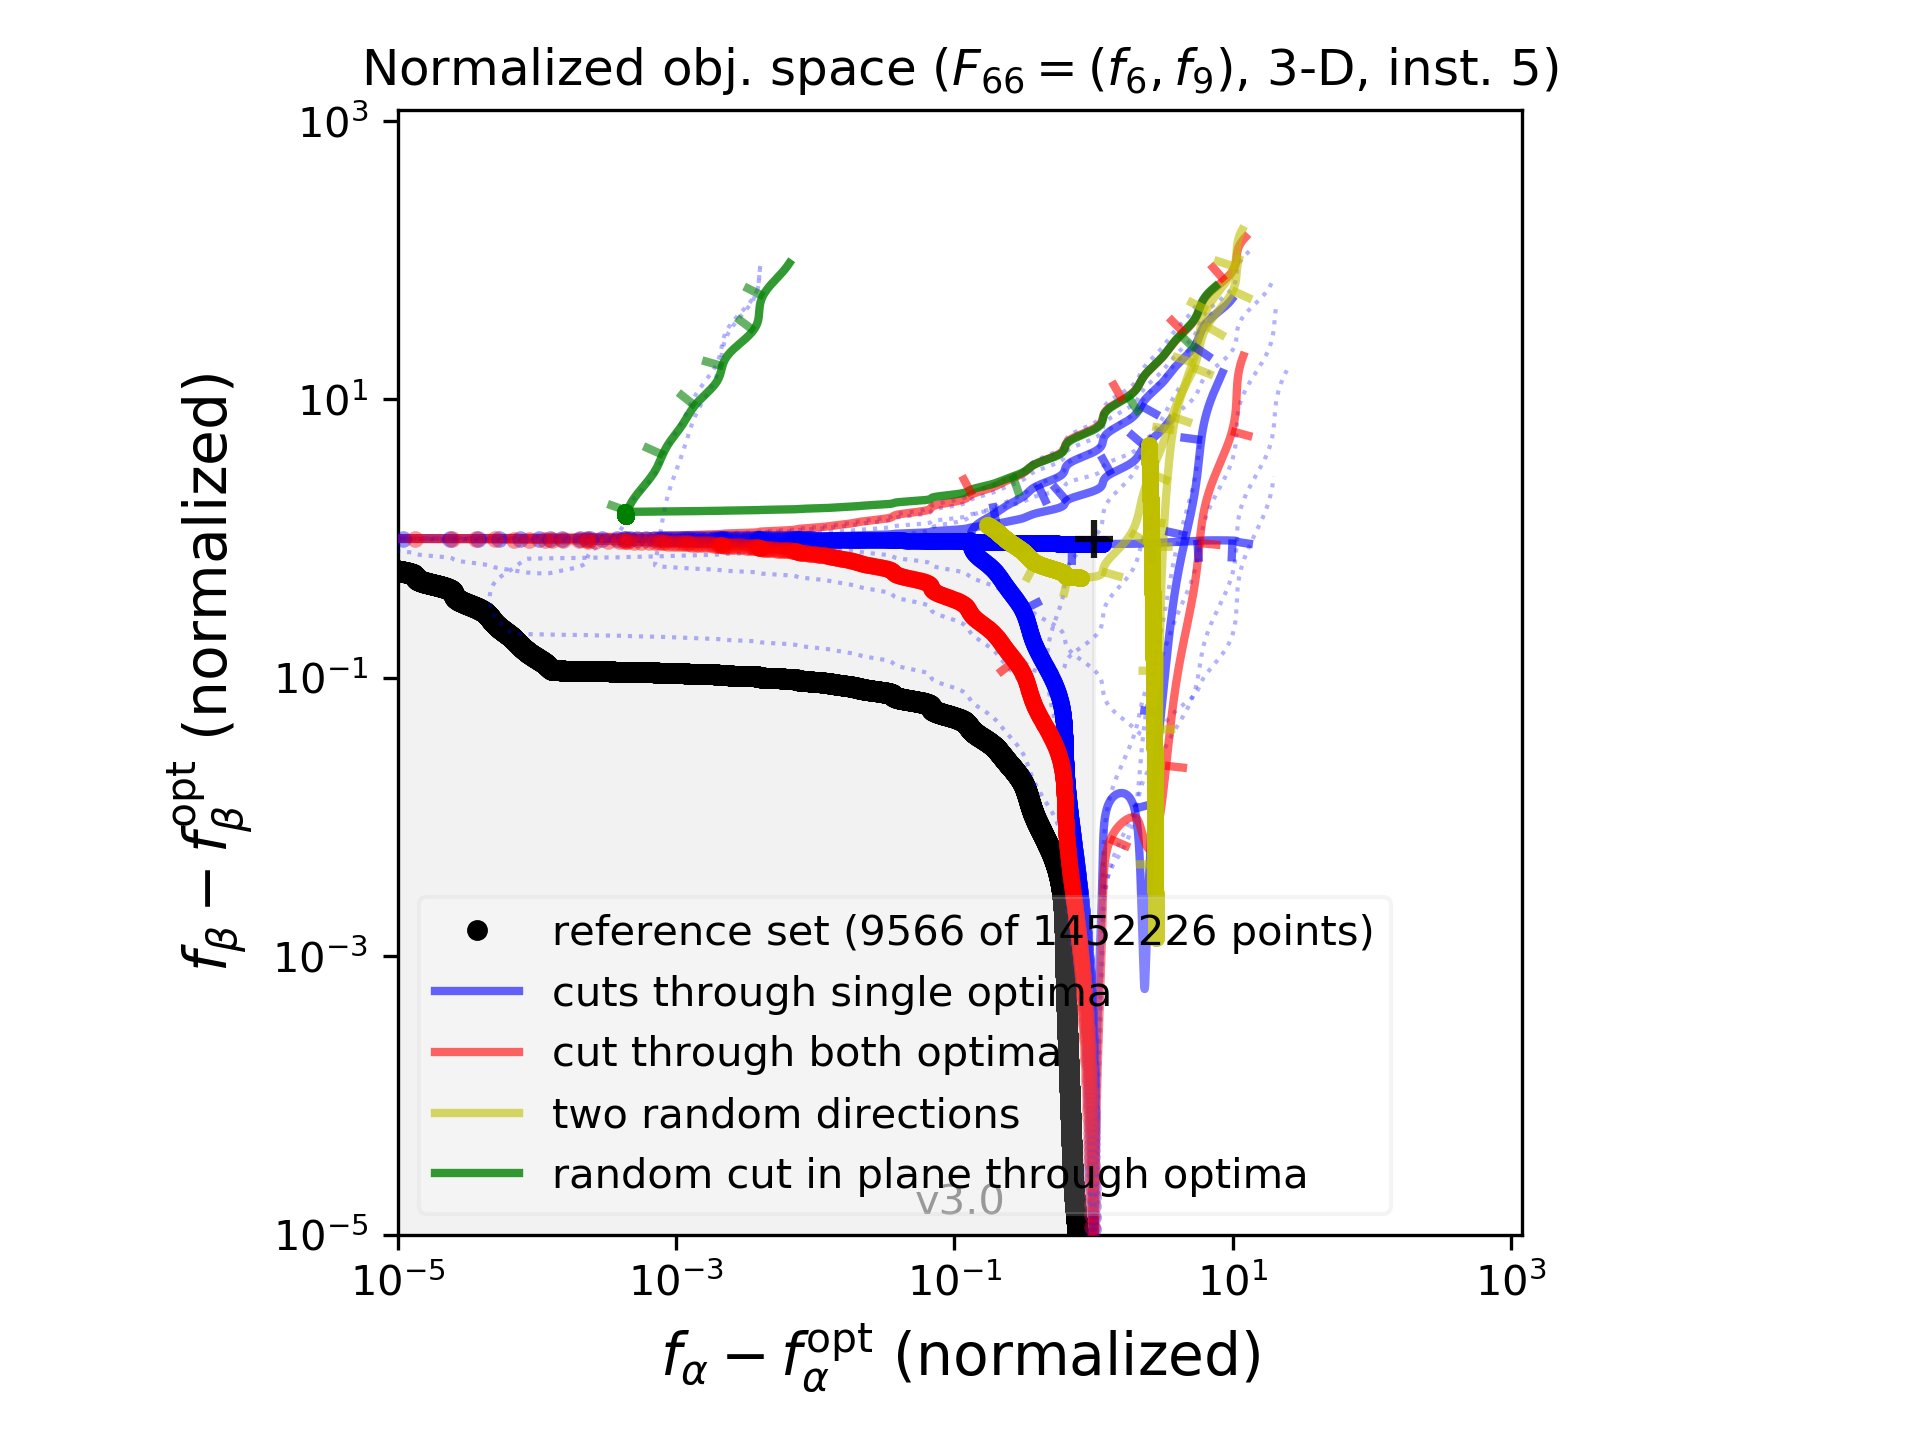 Normalized obj. space (F₆₆ = (f₆, f₉), 3-D, inst. 5)
10³
10¹
10⁻¹
10⁻³
10⁻⁵
f_β − f_β^opt (normalized)
reference set (9566 of 1452226 points)
cuts through single optima
cut through both optima
two random directions
random cut in plane through optima
v3.0
10⁻⁵
10⁻³
10⁻¹
10¹
10³
f_α − f_α^opt (normalized)